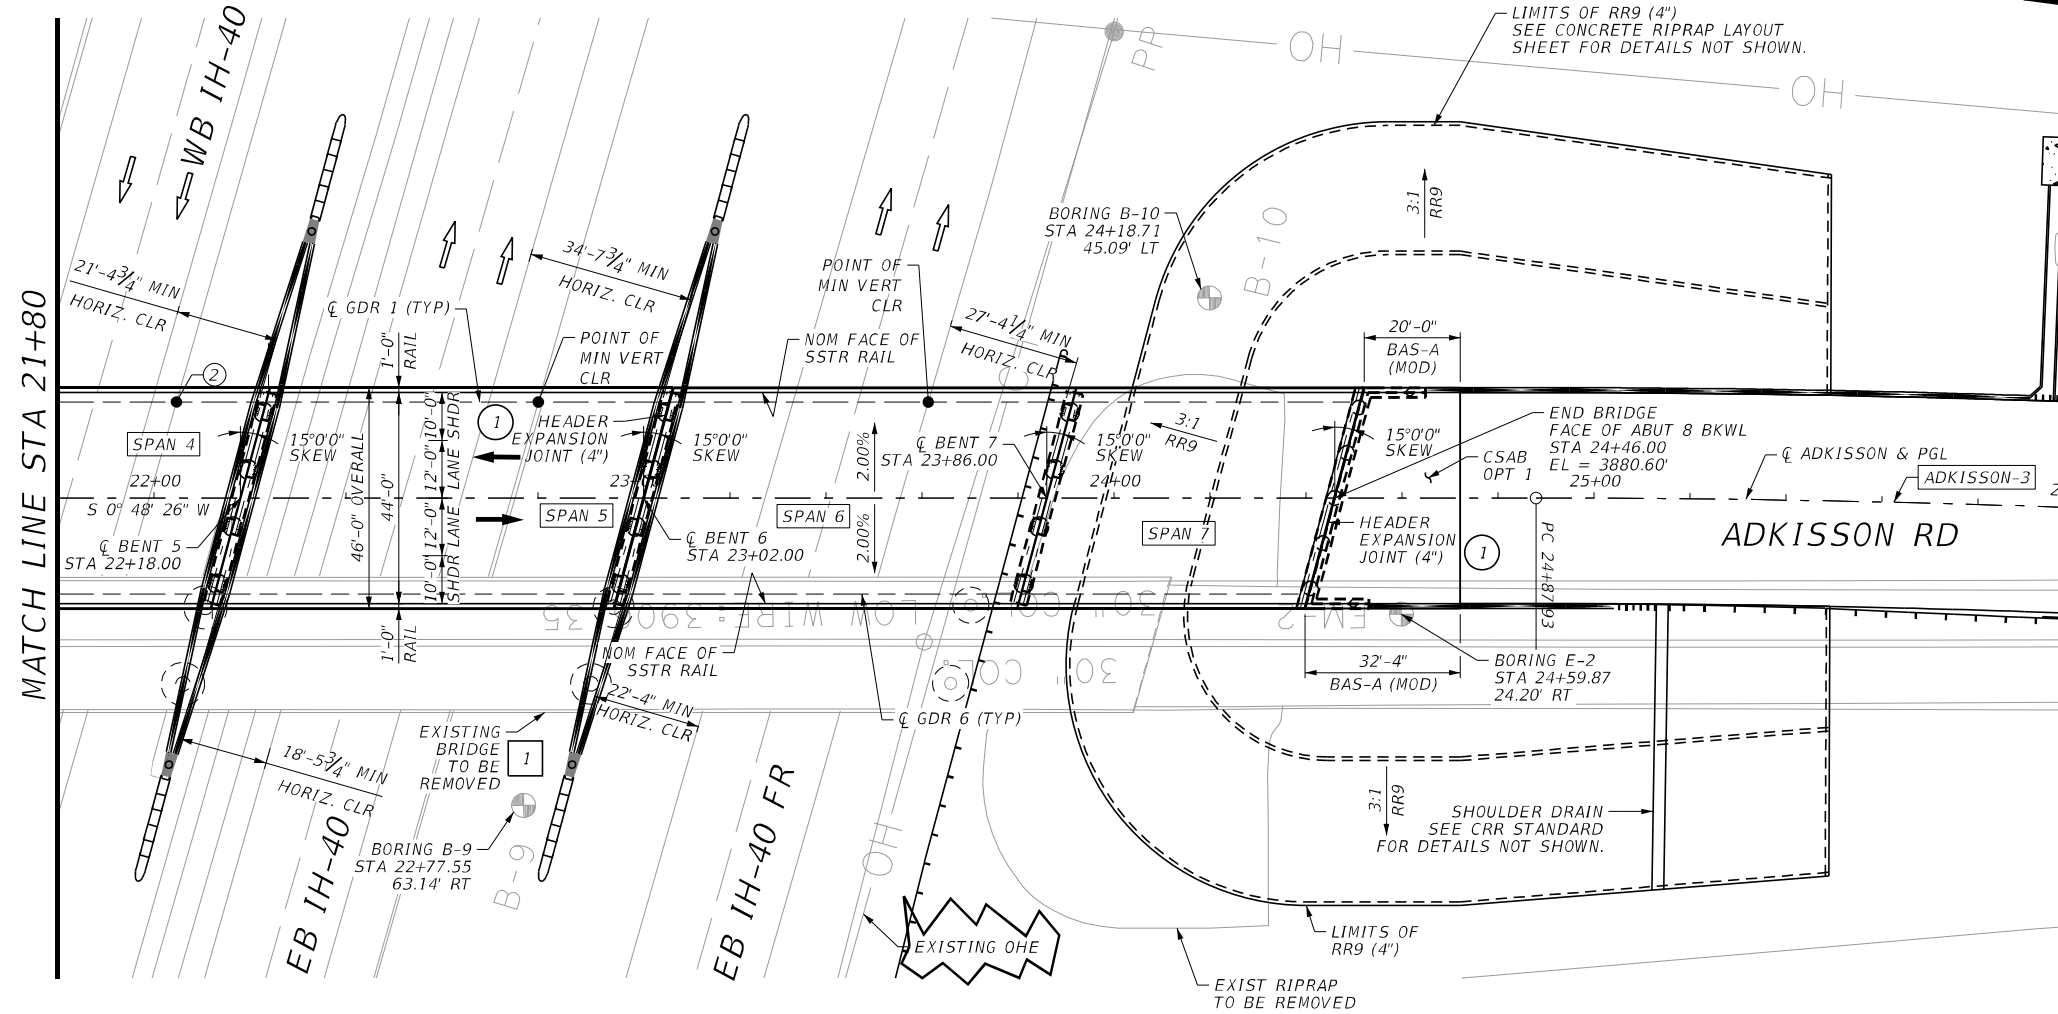 LIMITS OF RR9 (4")
SEE CONCRETE RIPRAP LAYOUT
SHEET FOR DETAILS NOT SHOWN.
WB IH-40
PP
OH
OH
MATCH LINE STA 21+80
21'-4 3/4" MIN
HORIZ. CLR
34'-7 3/4" MIN
HORIZ. CLR
℄ GDR 1 (TYP)
1'-0"
RAIL
POINT OF
MIN VERT
CLR
POINT OF
MIN VERT
CLR
NOM FACE OF
SSTR RAIL
27'-4 1/4" MIN
HORIZ. CLR
BORING B-10
STA 24+18.71
45.09' LT
B-10
3:1
RR9
20'-0"
BAS-A
(MOD)
2
1
HEADER
EXPANSION
JOINT (4")
SPAN 4
15°0'0"
SKEW
22+00
S 0° 48' 26" W
℄ BENT 5
STA 22+18.00
46'-0" OVERALL
44'-0"
10'-0"
SHDR
12'-0"
LANE
12'-0"
LANE
10'-0"
SHDR
1'-0"
RAIL
SPAN 5
15°0'0"
SKEW
℄ BENT 6
STA 23+02.00
SPAN 6
2.00%
2.00%
℄ BENT 7
STA 23+86.00
15°0'0"
SKEW
24+00
3:1
RR9
SPAN 7
15°0'0"
SKEW
CSAB
OPT 1
END BRIDGE
FACE OF ABUT 8 BKWL
STA 24+46.00
EL = 3880.60'
25+00
℄ ADKISSON & PGL
ADKISSON-3
ADKISSON RD
HEADER
EXPANSION
JOINT (4")
1
PC 24+87.93
NOM FACE OF
SSTR RAIL
22'-4" MIN
HORIZ. CLR
30" COL
30" COL.
℄ GDR 6 (TYP)
32'-4"
BAS-A (MOD)
BORING E-2
STA 24+59.87
24.20' RT
EXISTING
BRIDGE
TO BE
REMOVED
1
18'-5 3/4" MIN
HORIZ. CLR
EB IH-40
BORING B-9
STA 22+77.55
63.14' RT
B-9
EB IH-40 FR
OH
EXISTING OHE
3:1
RR9
SHOULDER DRAIN
SEE CRR STANDARD
FOR DETAILS NOT SHOWN.
LIMITS OF
RR9 (4")
EXIST RIPRAP
TO BE REMOVED